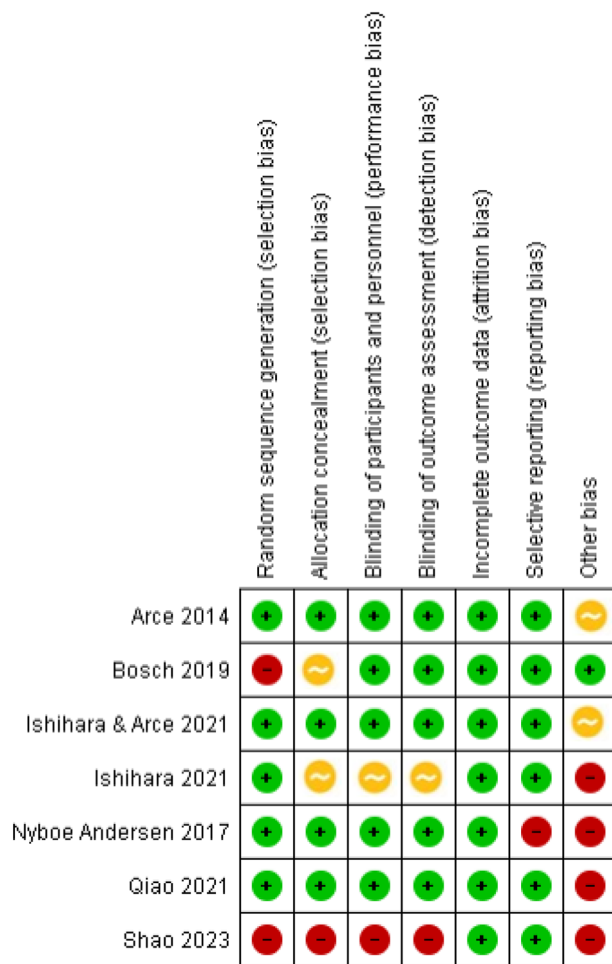 Random sequence generation (selection bias)
Allocation concealment (selection bias)
Blinding of participants and personnel (performance bias)
Blinding of outcome assessment (detection bias)
Incomplete outcome data (attrition bias)
Selective reporting (reporting bias)
Other bias
Arce 2014 + + + + + + ~
Bosch 2019 - ~ + + + + +
Ishihara & Arce 2021 + + + + + + ~
Ishihara 2021 + ~ ~ ~ + + -
Nyboe Andersen 2017 + + + + + - -
Qiao 2021 + + + + + + -
Shao 2023 - - - - + + -